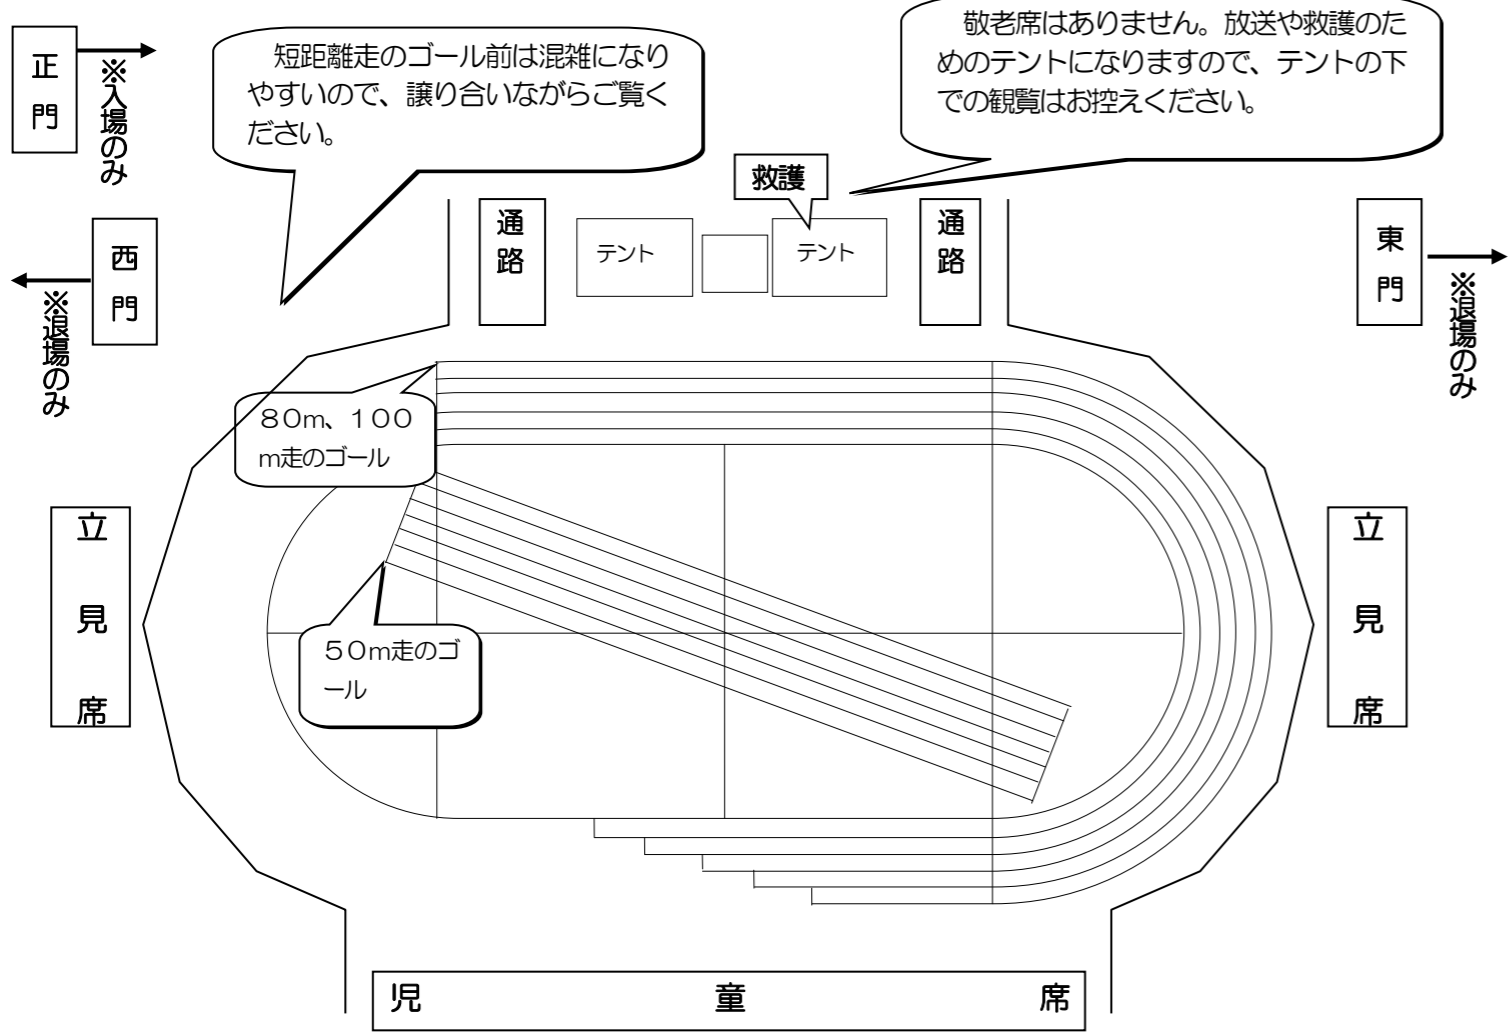 正門
※入場のみ
　短距離走のゴール前は混雑になり
やすいので、譲り合いながらご覧く
ださい。
　敬老席はありません。放送や救護のた
めのテントになりますので、テントの下
での観覧はお控えください。
救護
西門
※退場のみ
通路
テント
テント
通路
東門
※退場のみ
８０ｍ、１００
ｍ走のゴール
立見席
５０ｍ走のゴ
ール
立見席
児童席